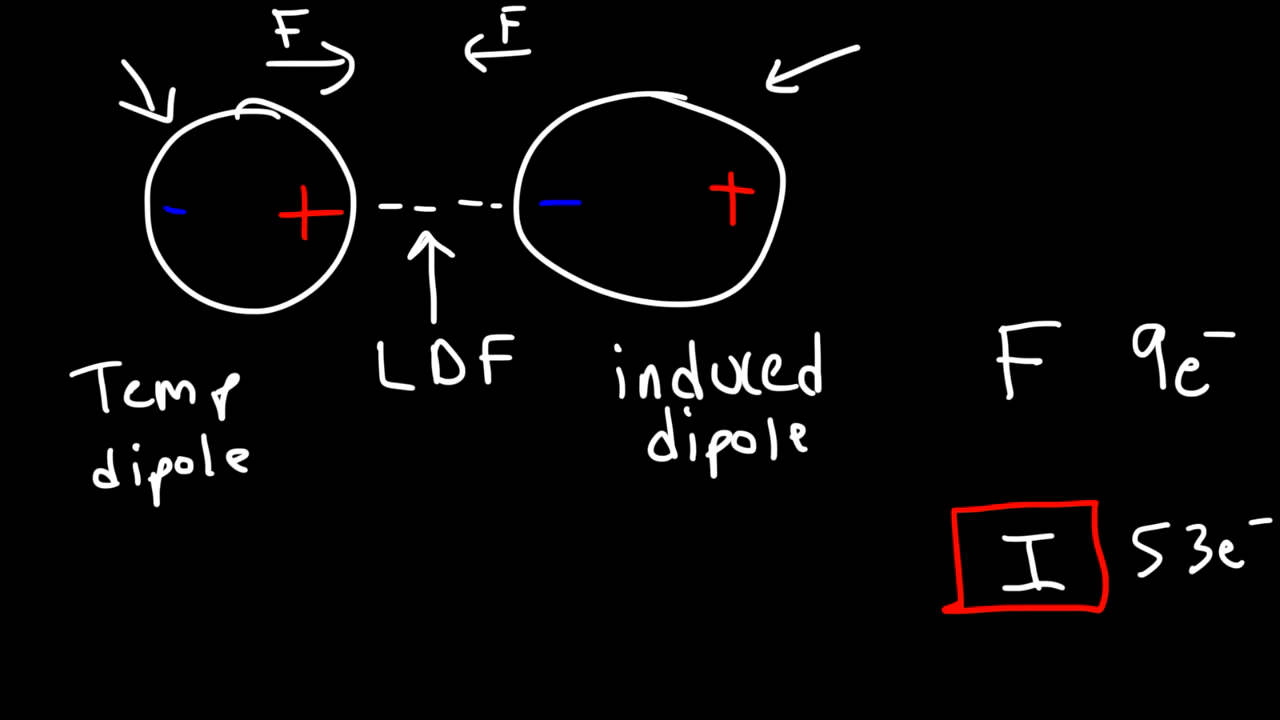 F F
- + - +
LDF
Temp
dipole
induced
dipole
F 9e⁻
I 53e⁻